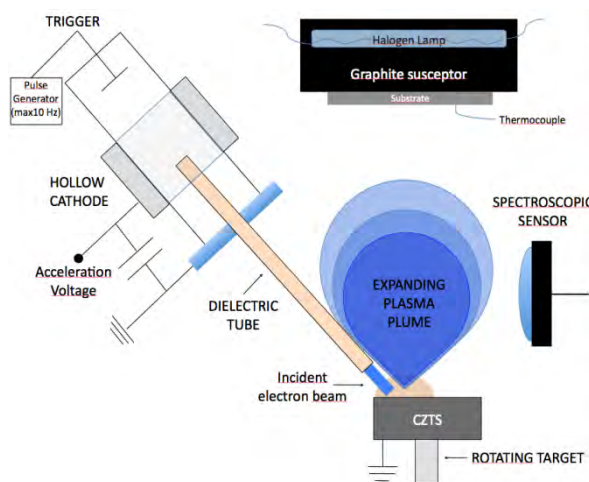 TRIGGER
Pulse
Generator
(max10 Hz)
HOLLOW
CATHODE
Acceleration
Voltage
DIELECTRIC
TUBE
Incident
electron beam
Halogen Lamp
Graphite susceptor
Substrate
Thermocouple
EXPANDING
PLASMA
PLUME
SPECTROSCOPIC
SENSOR
CZTS
ROTATING TARGET